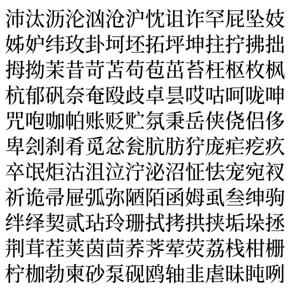 沛汰沥沦汹沧沪忱诅诈罕屁坠妓
姊妒纬玫卦坷坯拓坪坤拄拧拂拙
拇拗茉昔苛苫苟苞茁苔枉枢枚枫
杭郁矾奈奄殴歧卓昙哎咕呵咙呻
咒咆咖帕账贬贮氛秉岳侠侥侣侈
卑刽刹肴觅忿瓮肮肪狞庞疟疙疚
卒氓炬沽沮泣泞泌沼怔怯宠宛衩
祈诡帚屉弧弥陋陌函姆虱叁绅驹
绊绎契贰玷玲珊拭拷拱挟垢垛拯
荆茸茬荚茵茴荞荠荤荧荔栈柑栅
柠枷勃柬砂泵砚鸥轴韭虐昧盹咧